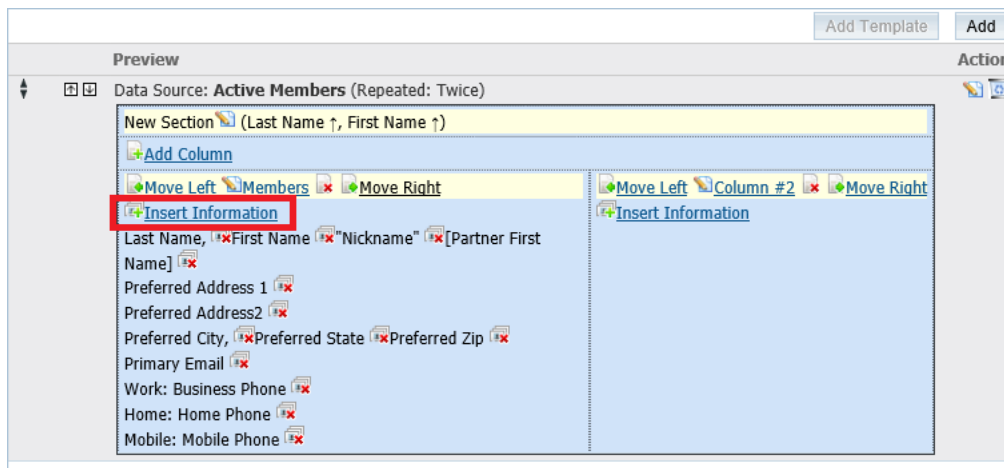 Add Template Add
Preview Action
Data Source: Active Members (Repeated: Twice)
New Section (Last Name ↑, First Name ↑)
Add Column
Move Left Members Move Right
Move Left Column #2 Move Right
Insert Information
Insert Information
Last Name, First Name "Nickname" [Partner First
Name]
Preferred Address 1
Preferred Address2
Preferred City, Preferred State Preferred Zip
Primary Email
Work: Business Phone
Home: Home Phone
Mobile: Mobile Phone